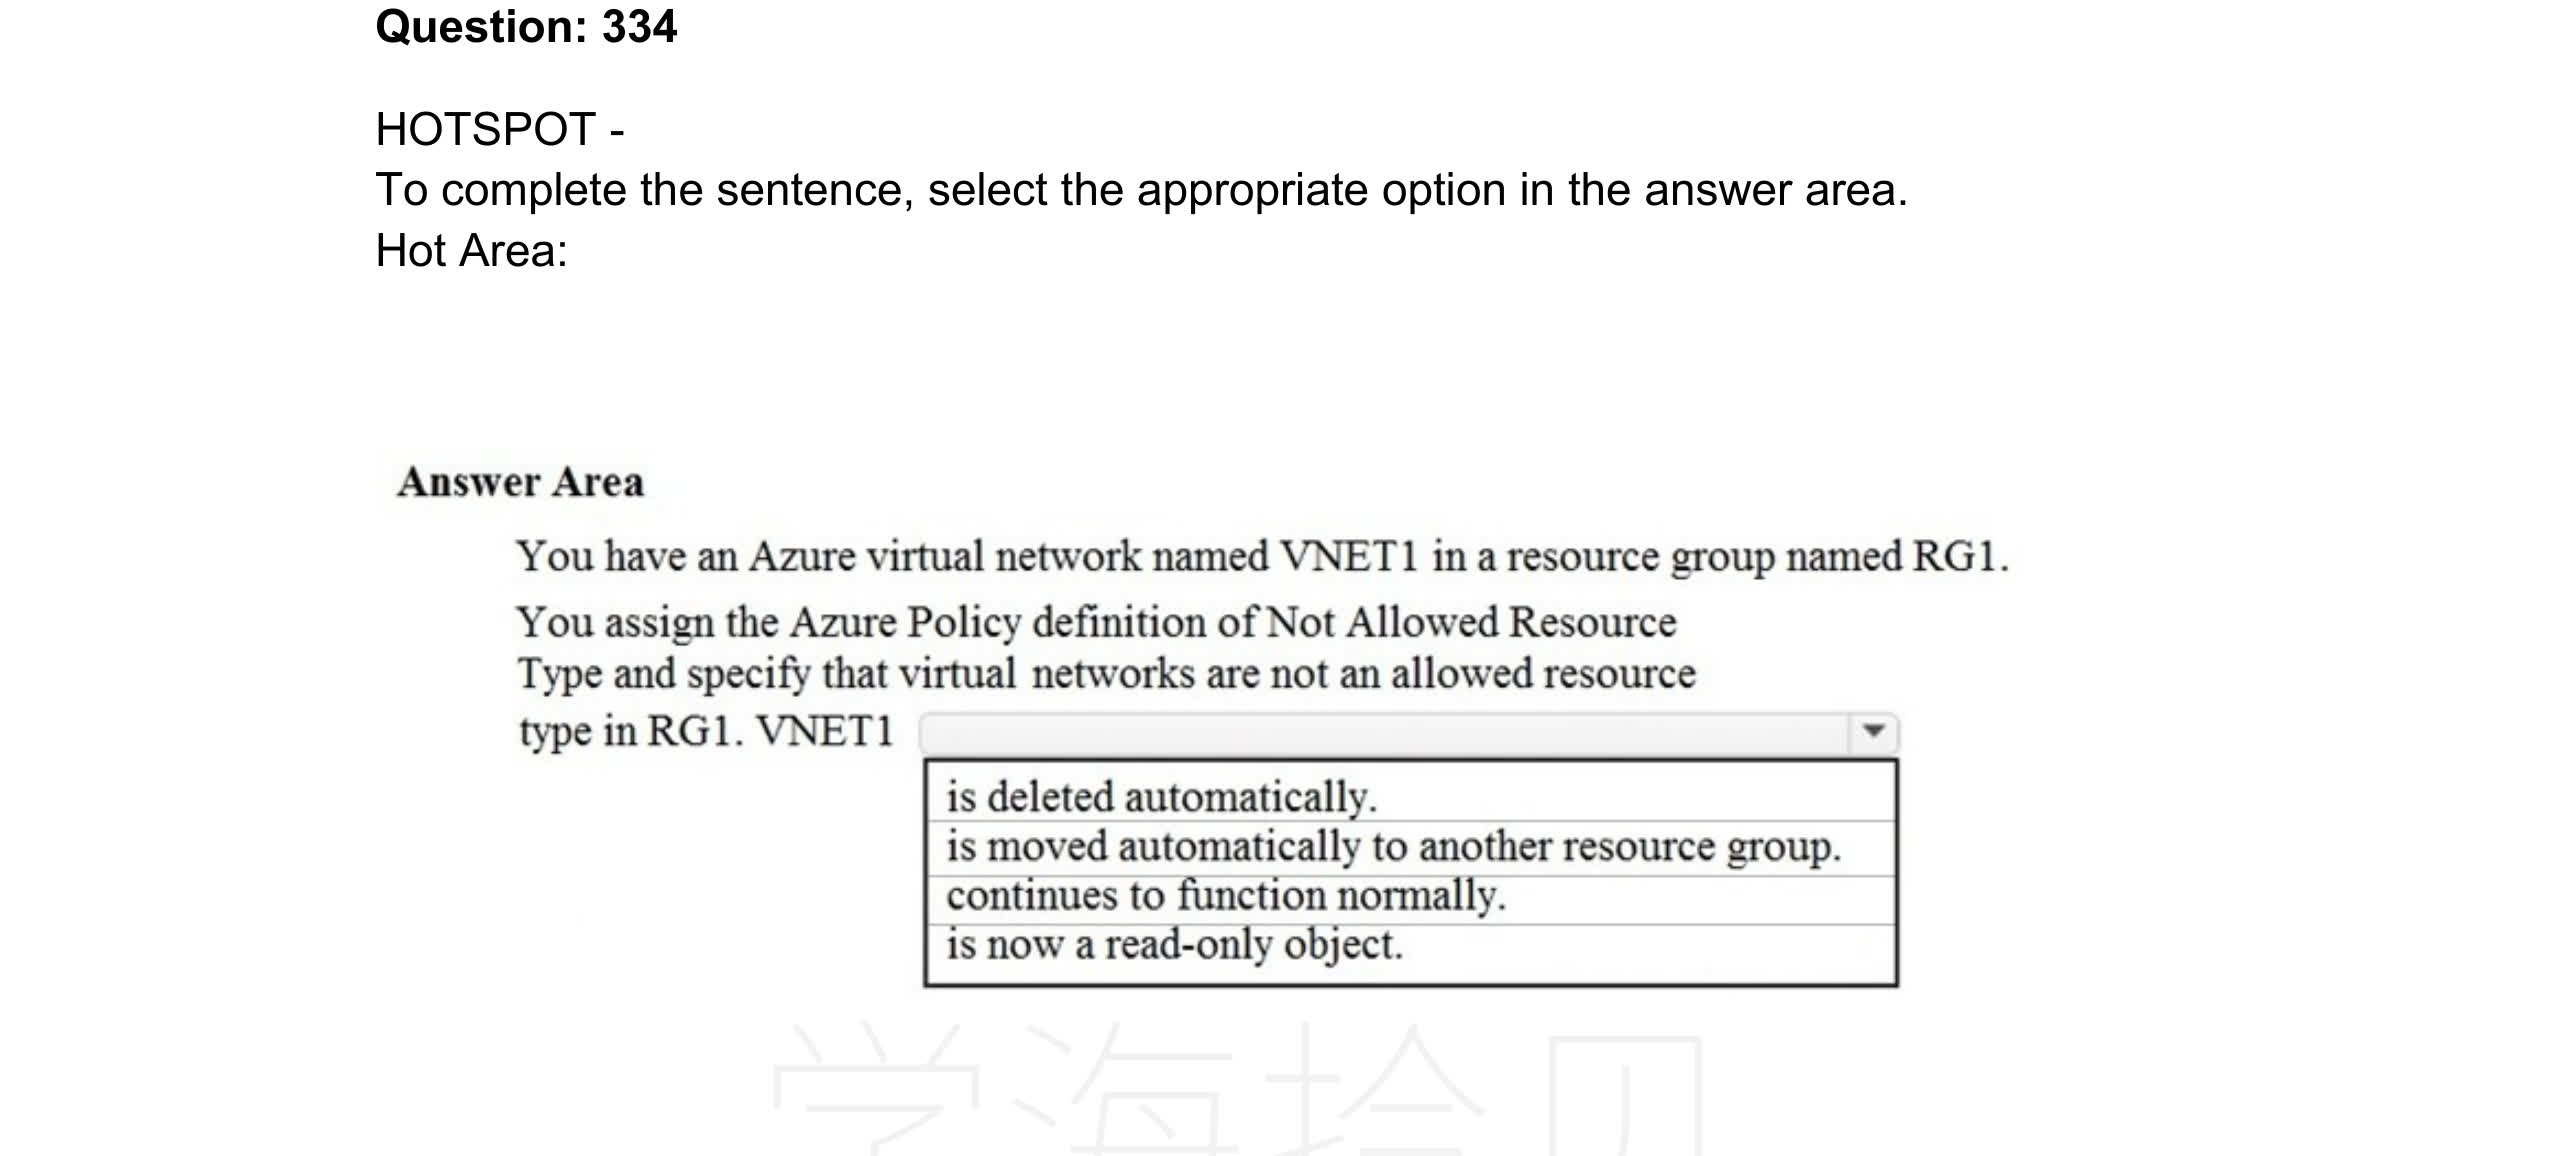 Question: 334
HOTSPOT -
To complete the sentence, select the appropriate option in the answer area.
Hot Area:
Answer Area
You have an Azure virtual network named VNET1 in a resource group named RG1.
You assign the Azure Policy definition of Not Allowed Resource
Type and specify that virtual networks are not an allowed resource
type in RG1. VNET1
is deleted automatically.
is moved automatically to another resource group.
continues to function normally.
is now a read-only object.
学海拾贝